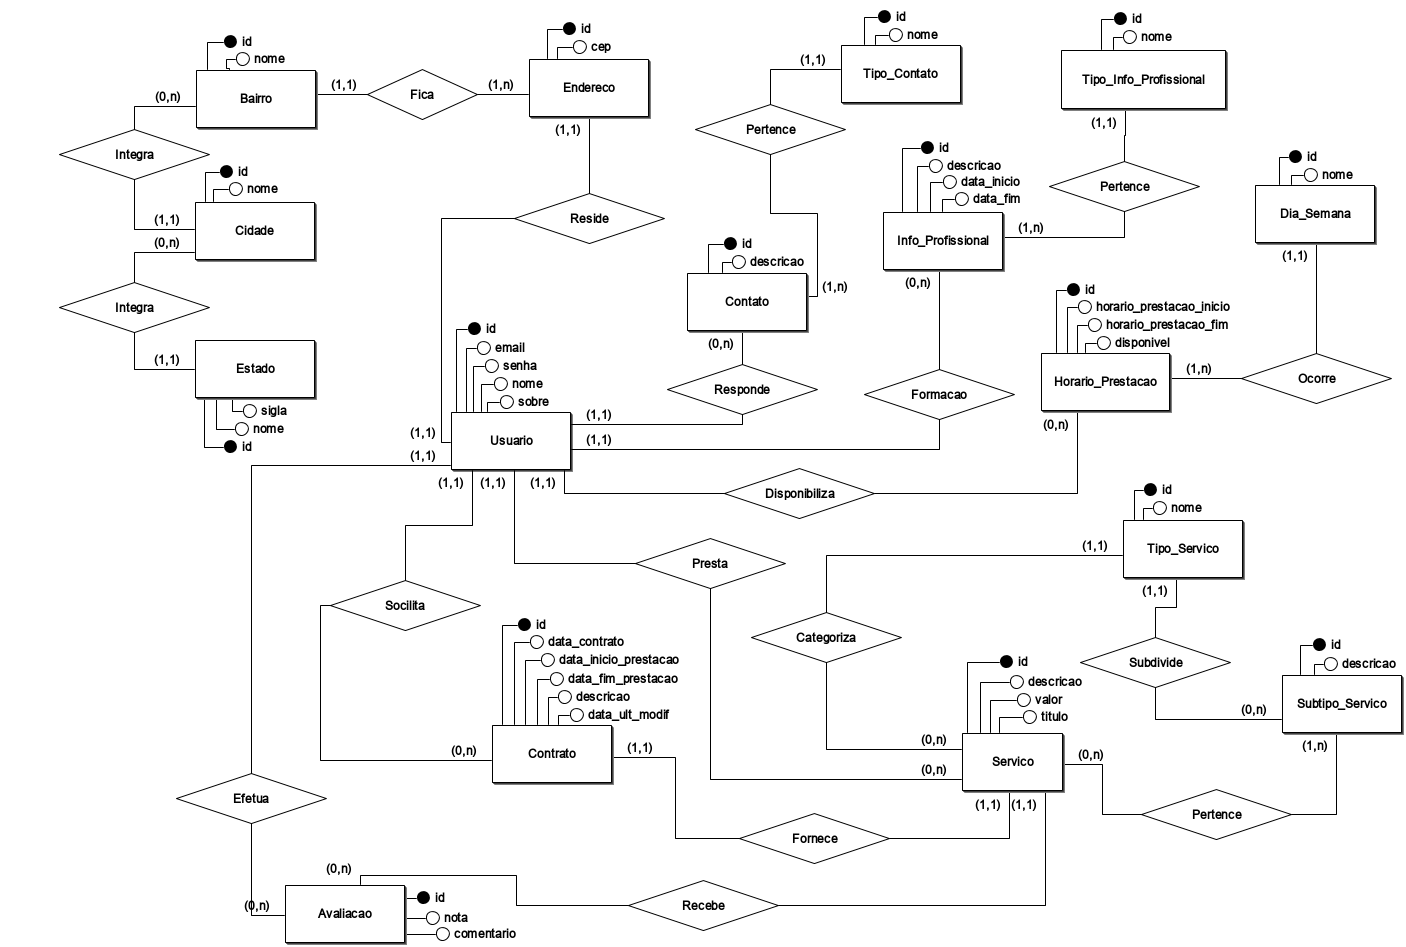 id
nome
Bairro
(1,1)
Fica
(1,n)
id
cep
Endereco
(1,1)
(0,n)
Integra
(1,1)
id
nome
Cidade
(0,n)
Integra
(1,1)
Estado
sigla
nome
id
Reside
id
nome
Tipo_Contato
(1,1)
Pertence
(1,n)
id
descricao
Contato
(0,n)
Responde
(1,1)
id
nome
Tipo_Info_Profissional
(1,1)
Pertence
(1,n)
id
descricao
data_inicio
data_fim
Info_Profissional
(0,n)
Formacao
(1,1)
id
nome
Dia_Semana
(1,1)
Ocorre
(1,n)
id
horario_prestacao_inicio
horario_prestacao_fim
disponivel
Horario_Prestacao
(0,n)
Disponibiliza
id
email
senha
nome
sobre
Usuario
(1,1)
(1,1)
(1,1)
(1,1)
(1,1)
Socilita
Presta
id
nome
Tipo_Servico
(1,1)
(1,1)
Categoriza
Subdivide
(0,n)
id
descricao
Subtipo_Servico
(1,n)
Pertence
(0,n)
id
descricao
valor
titulo
Servico
(0,n)
(0,n)
(1,1)
(1,1)
id
data_contrato
data_inicio_prestacao
data_fim_prestacao
descricao
data_ult_modif
Contrato
(0,n)
(1,1)
Fornece
Efetua
(0,n)
(0,n)
Avaliacao
id
nota
comentario
Recebe